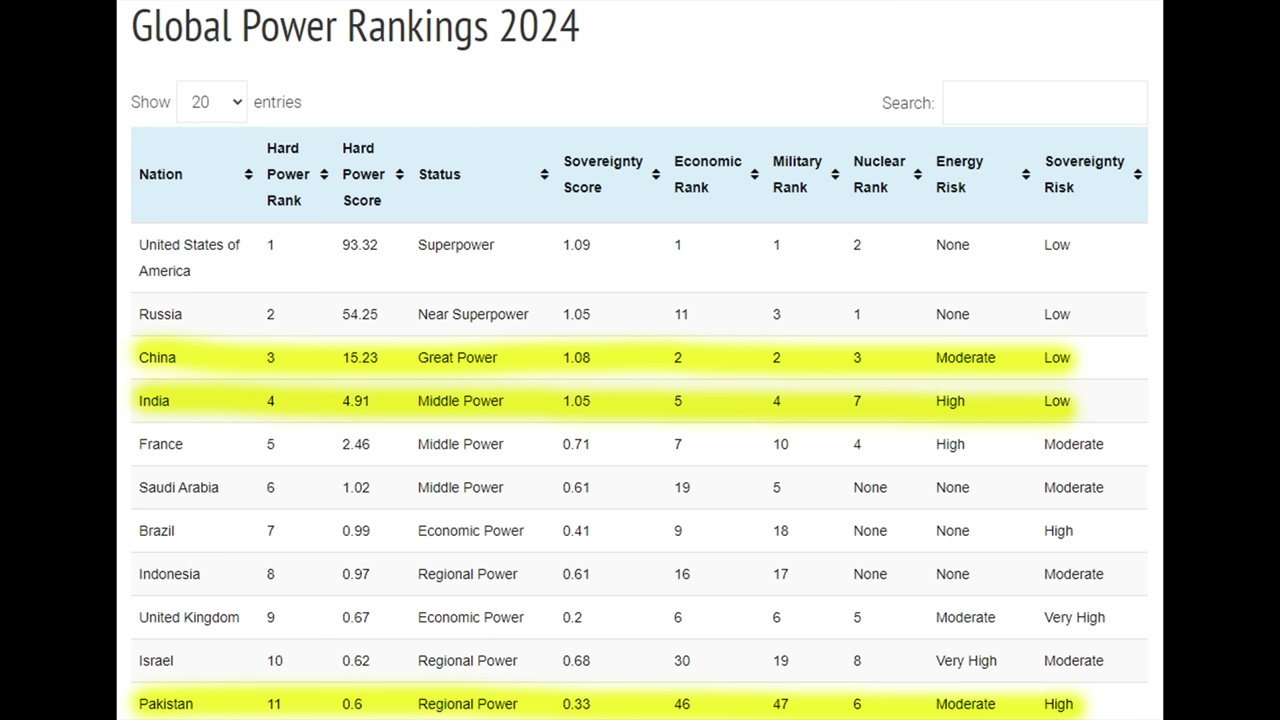 Global Power Rankings 2024
Show 20 entries Search:
Nation Hard Power Rank Hard Power Score Status Sovereignty Score Economic Rank Military Rank Nuclear Rank Energy Risk Sovereignty Risk
United States of America 1 93.32 Superpower 1.09 1 1 2 None Low
Russia 2 54.25 Near Superpower 1.05 11 3 1 None Low
China 3 15.23 Great Power 1.08 2 2 3 Moderate Low
India 4 4.91 Middle Power 1.05 5 4 7 High Low
France 5 2.46 Middle Power 0.71 7 10 4 High Moderate
Saudi Arabia 6 1.02 Middle Power 0.61 19 5 None None Moderate
Brazil 7 0.99 Economic Power 0.41 9 18 None None High
Indonesia 8 0.97 Regional Power 0.61 16 17 None None Moderate
United Kingdom 9 0.67 Economic Power 0.2 6 6 5 Moderate Very High
Israel 10 0.62 Regional Power 0.68 30 19 8 Very High Moderate
Pakistan 11 0.6 Regional Power 0.33 46 47 6 Moderate High